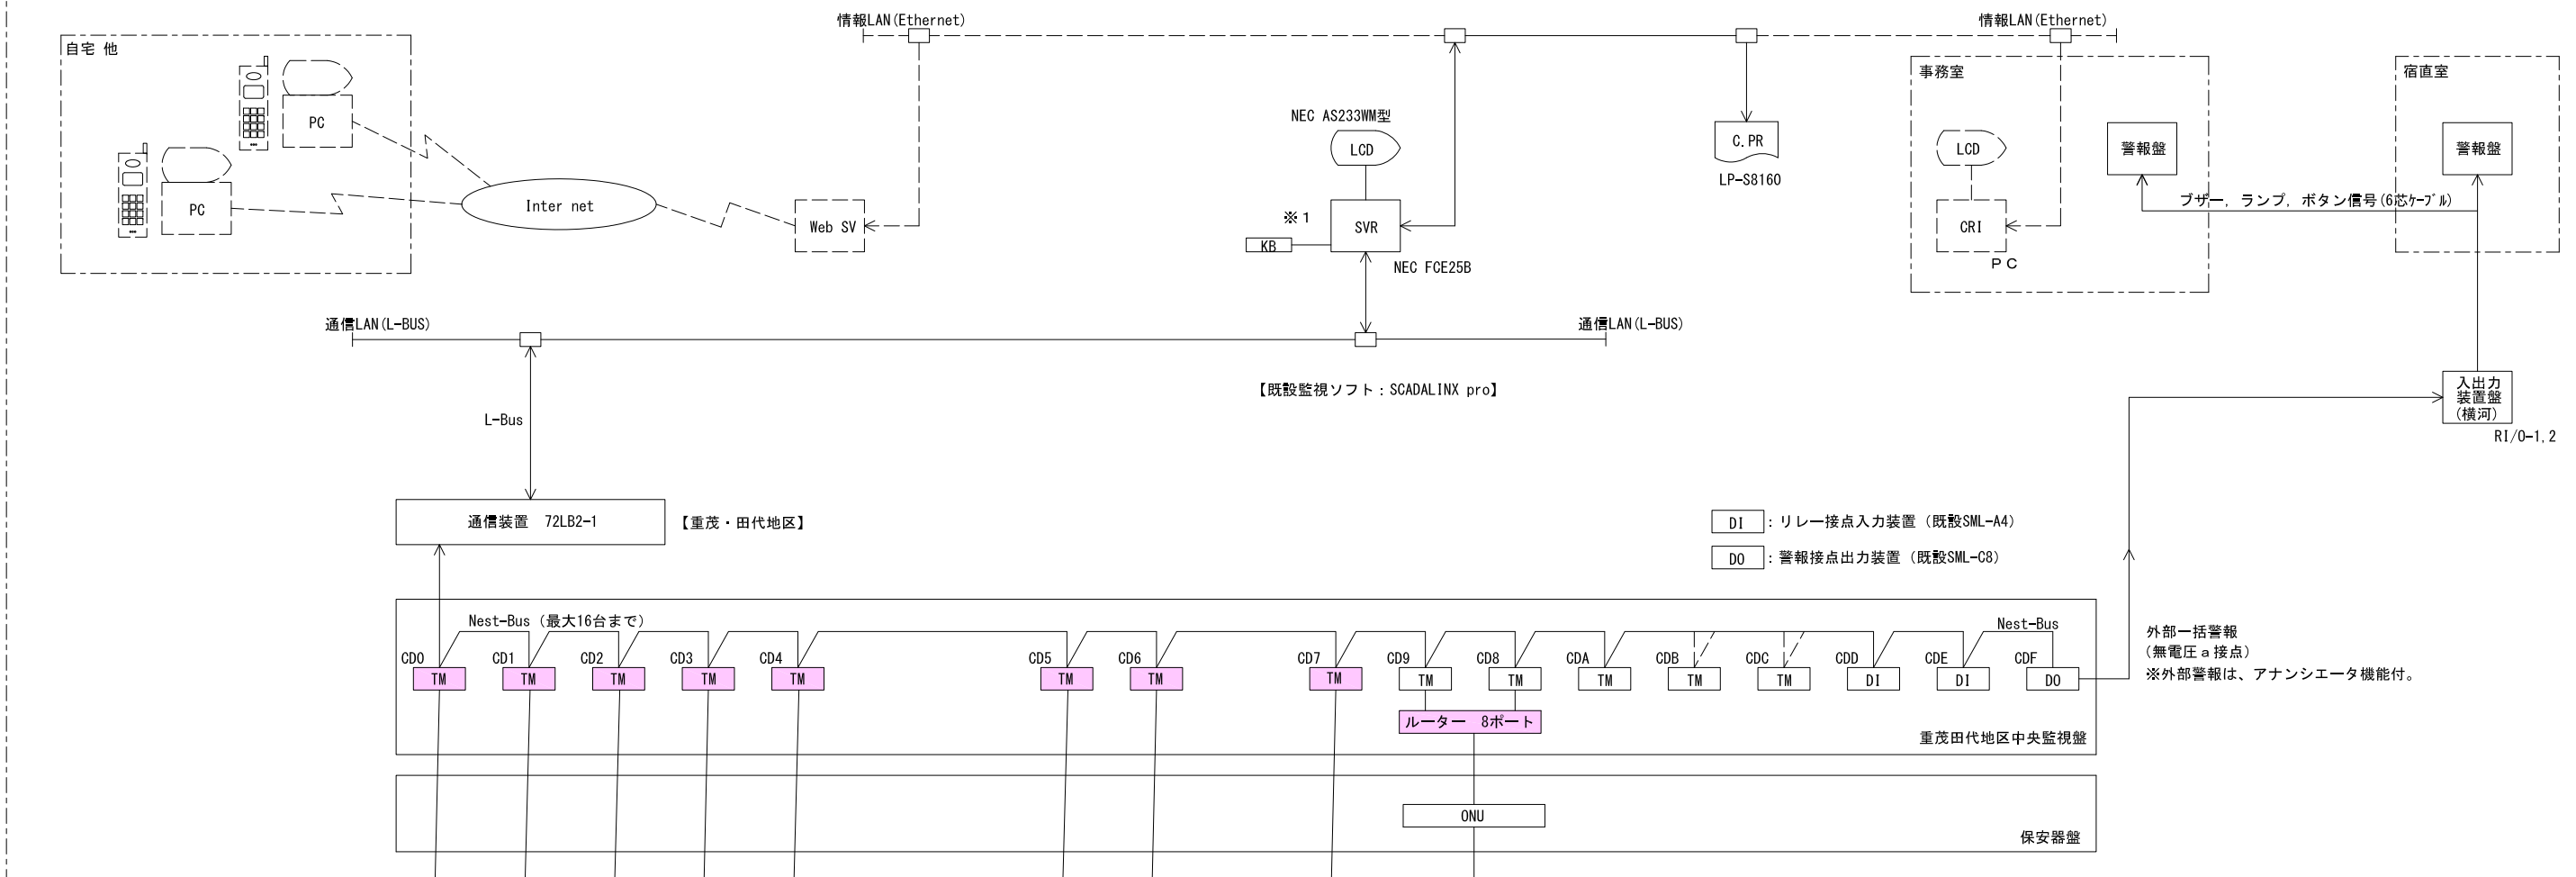 情報LAN(Ethernet)
情報LAN(Ethernet)
自宅 他
PC
PC
Inter net
Web SV
NEC AS233WM型
LCD
※1
SVR
KB
NEC FCE25B
C.PR
LP-S8160
事務室
LCD
CRI
PC
警報盤
宿直室
警報盤
ブザー, ランプ, ボタン信号(6芯ケーブル)
通信LAN(L-BUS)
通信LAN(L-BUS)
【既設監視ソフト：SCADALINX pro】
入出力
装置盤
(横河)
RI/O-1,2
L-Bus
通信装置 72LB2-1
【重茂・田代地区】
DI
：リレー接点入力装置（既設SML-A4）
DO
：警報接点出力装置（既設SML-C8）
Nest-Bus（最大16台まで）
Nest-Bus
CD0
CD1
CD2
CD3
CD4
CD5
CD6
CD7
CD9
CD8
CDA
CDB
CDC
CDD
CDE
CDF
TM
TM
TM
TM
TM
TM
TM
TM
TM
TM
TM
TM
TM
DI
DI
DO
外部一括警報
（無電圧ａ接点）
※外部警報は、アナンシエータ機能付。
ルーター 8ポート
重茂田代地区中央監視盤
ONU
保安器盤